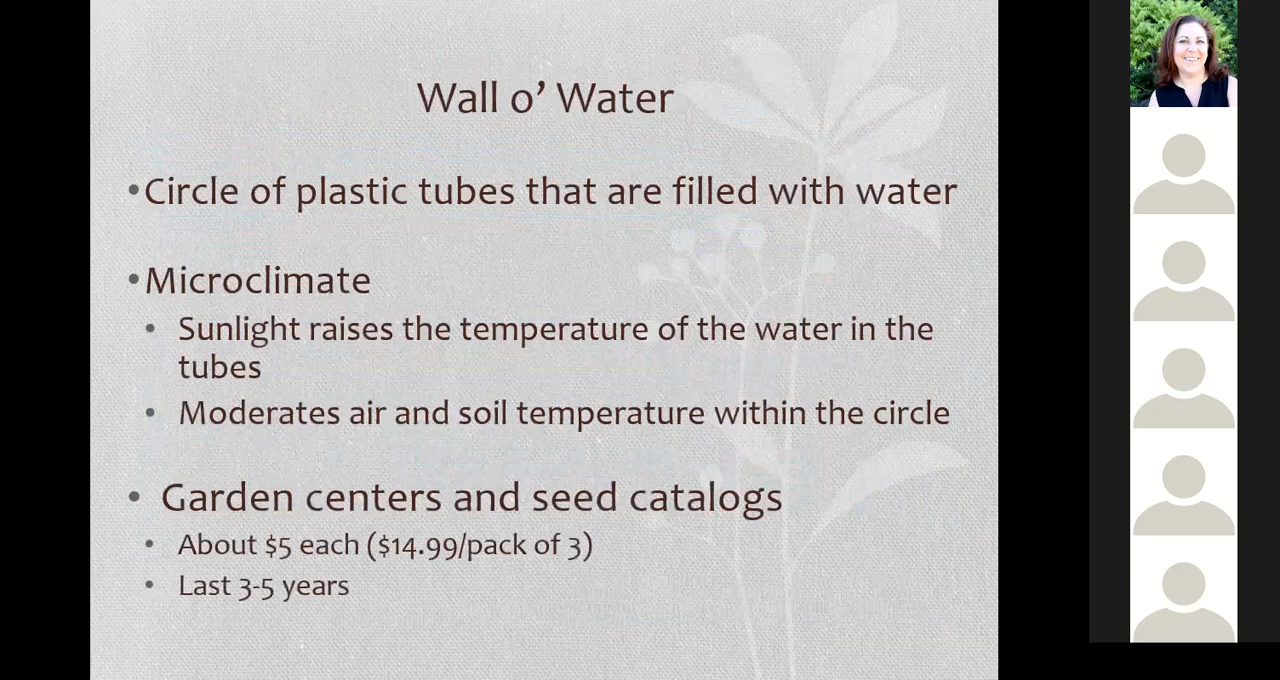 Wall o’ Water
•Circle of plastic tubes that are filled with water
•Microclimate
• Sunlight raises the temperature of the water in the
tubes
• Moderates air and soil temperature within the circle
• Garden centers and seed catalogs
• About $5 each ($14.99/pack of 3)
• Last 3-5 years